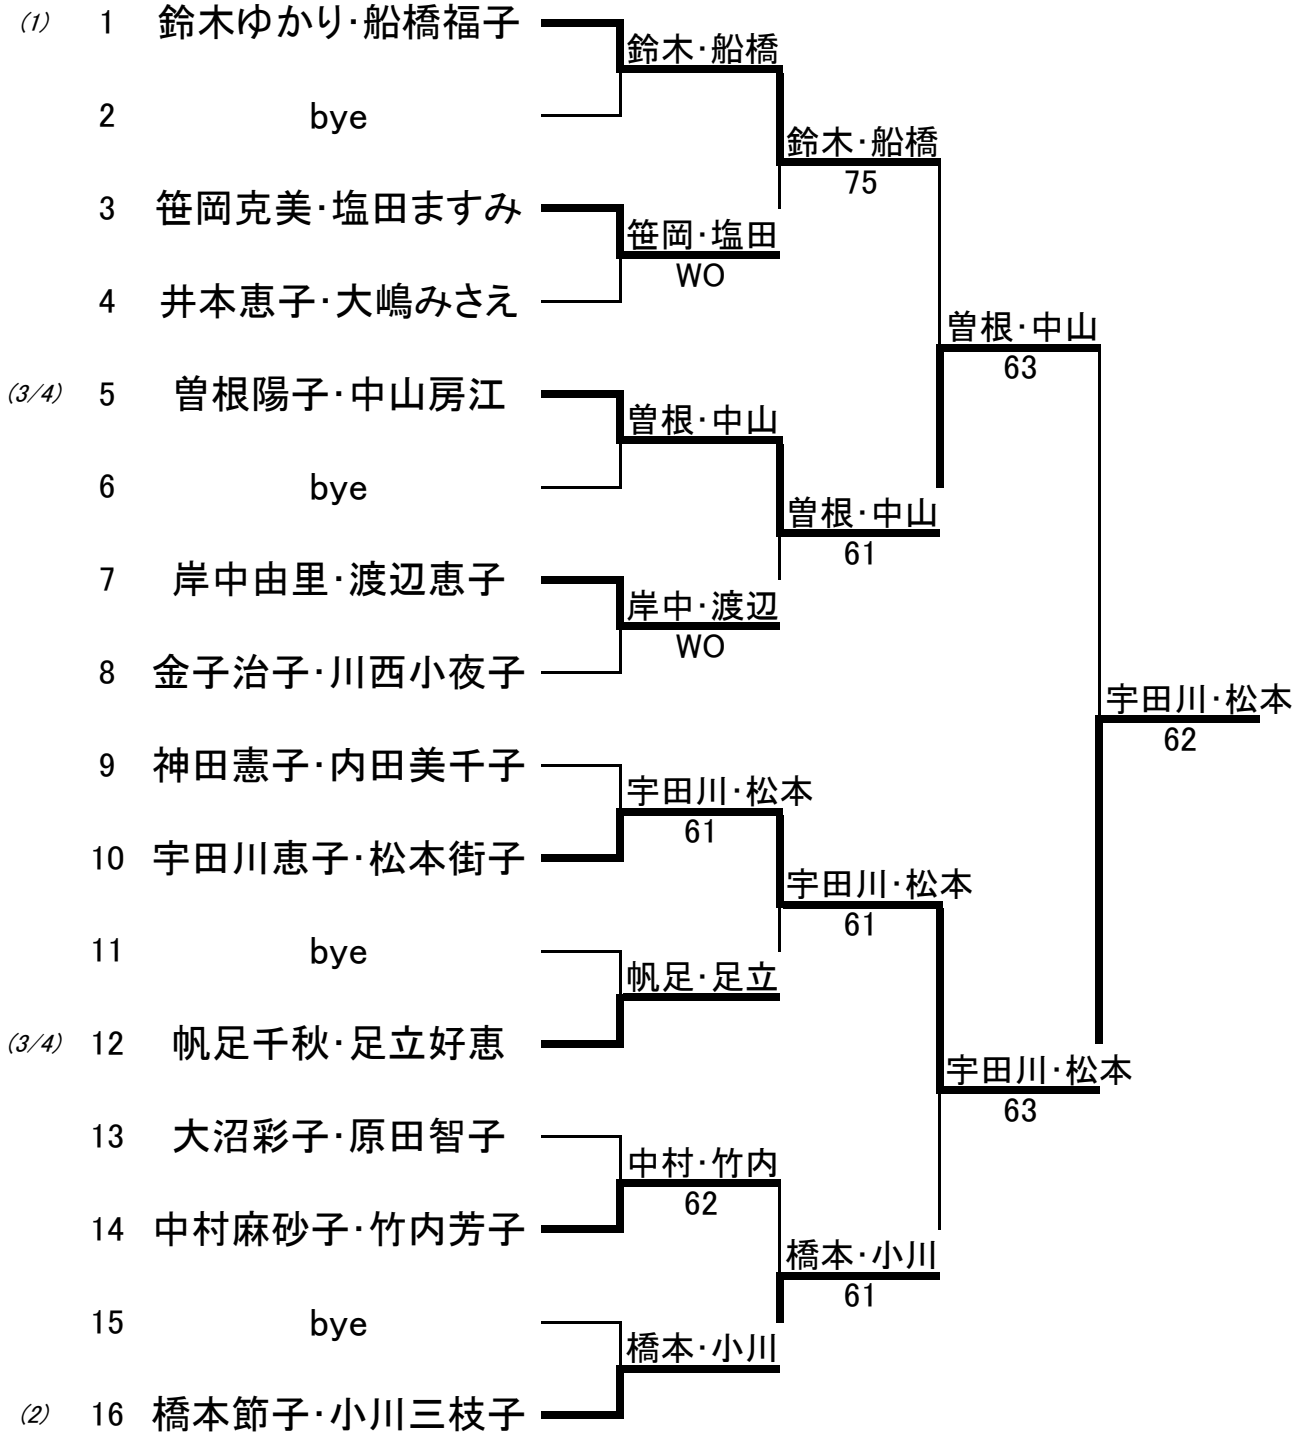 (1) 1 鈴木ゆかり・船橋福子
鈴木・船橋
2 bye
鈴木・船橋
75
3 笹岡克美・塩田ますみ
笹岡・塩田
WO
4 井本恵子・大嶋みさえ
曽根・中山
63
(3/4) 5 曽根陽子・中山房江
曽根・中山
6 bye
曽根・中山
61
7 岸中由里・渡辺恵子
岸中・渡辺
WO
8 金子治子・川西小夜子
宇田川・松本
62
9 神田憲子・内田美千子
宇田川・松本
61
10 宇田川恵子・松本街子
宇田川・松本
61
11 bye
帆足・足立
(3/4) 12 帆足千秋・足立好恵
宇田川・松本
63
13 大沼彩子・原田智子
中村・竹内
62
14 中村麻砂子・竹内芳子
橋本・小川
61
15 bye
橋本・小川
(2) 16 橋本節子・小川三枝子